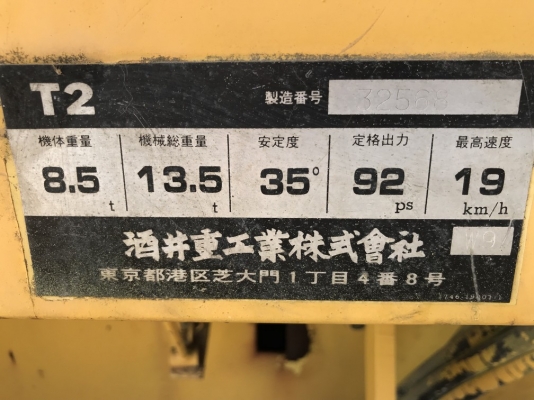 T2 製造番号
機体重量 機械総重量 安定度 定格出力 最高速度
8.5 t 13.5 t 35° 92 ps 19 km/h
酒井重工業株式會社
東京都港区芝大門1丁目4番8号